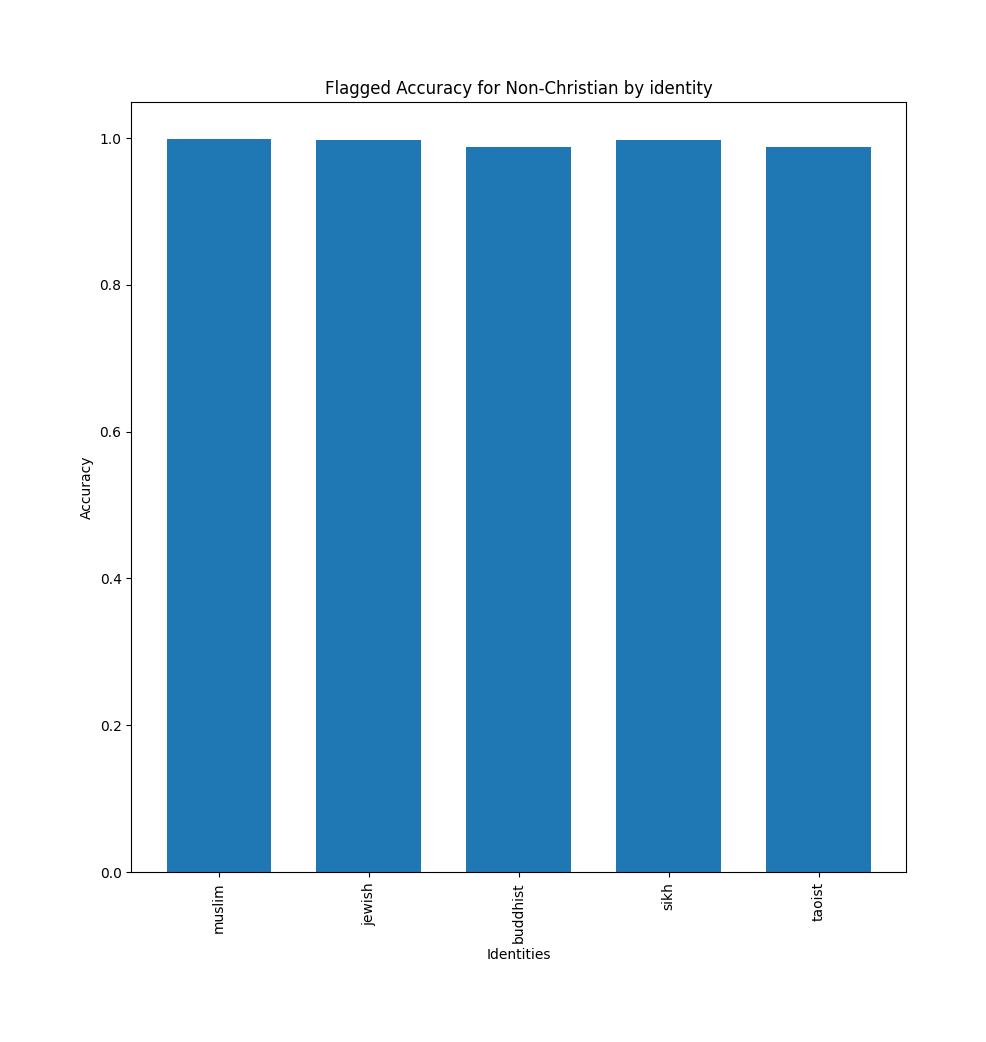 Flagged Accuracy for Non-Christian by identity
1.0
0.8
0.6
0.4
0.2
0.0
Accuracy
muslim
jewish
buddhist
sikh
taoist
Identities